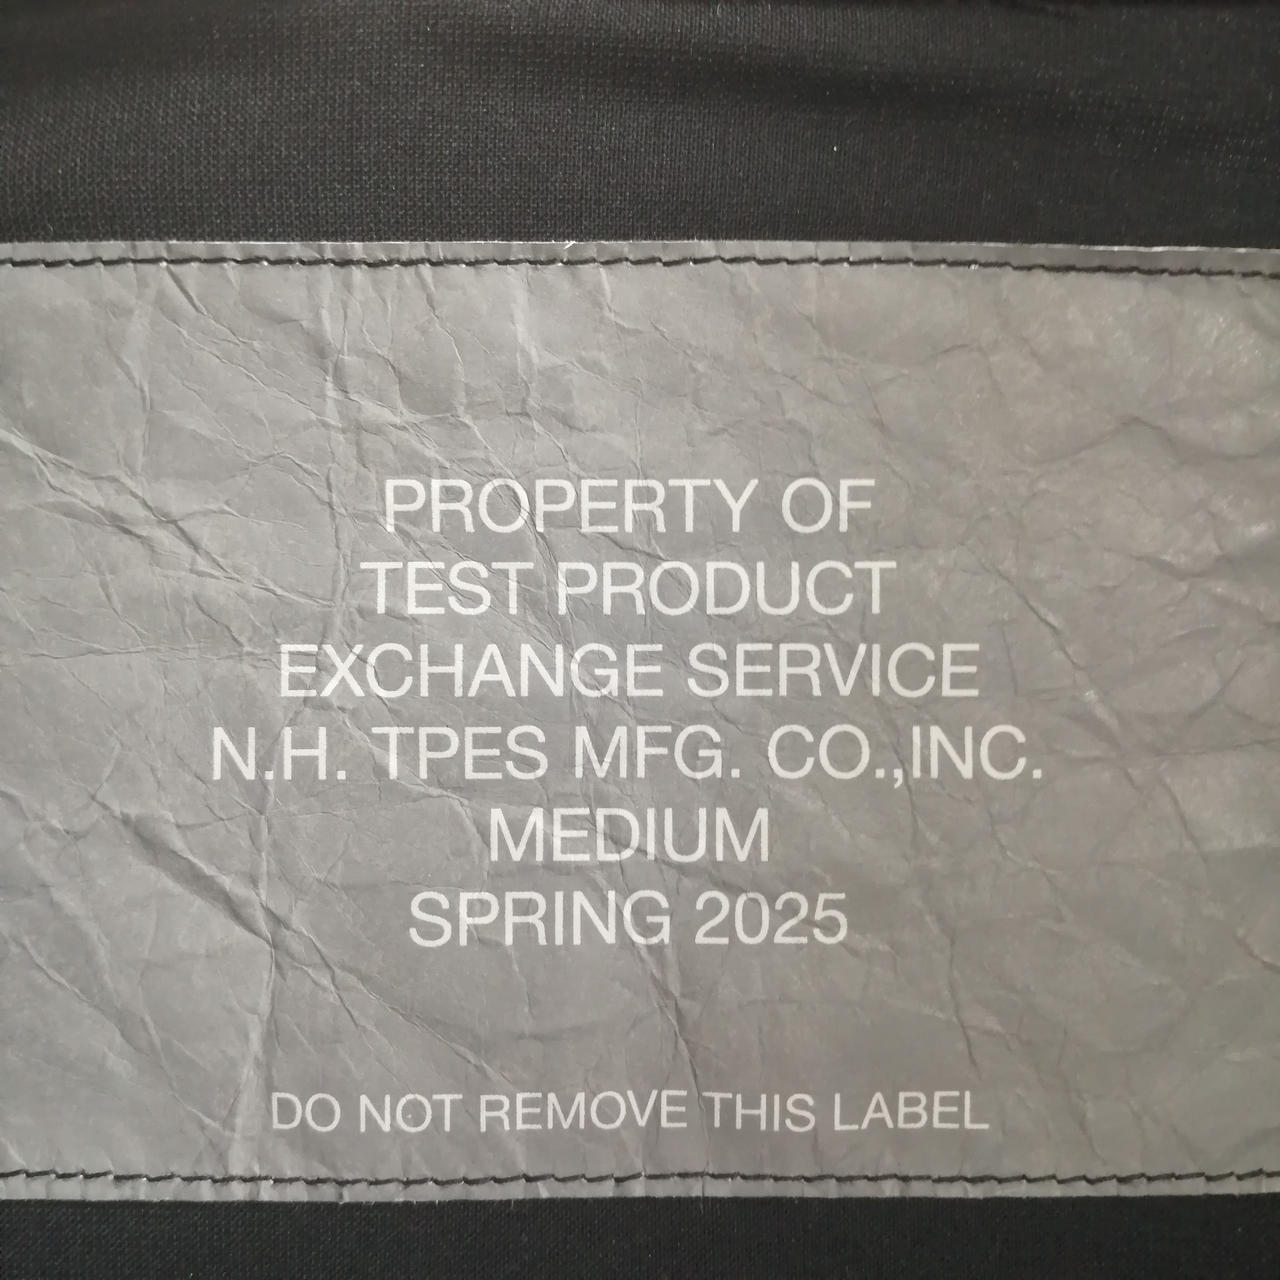 PROPERTY OF
TEST PRODUCT
EXCHANGE SERVICE
N.H. TPES MFG. CO.,INC.
MEDIUM
SPRING 2025
DO NOT REMOVE THIS LABEL